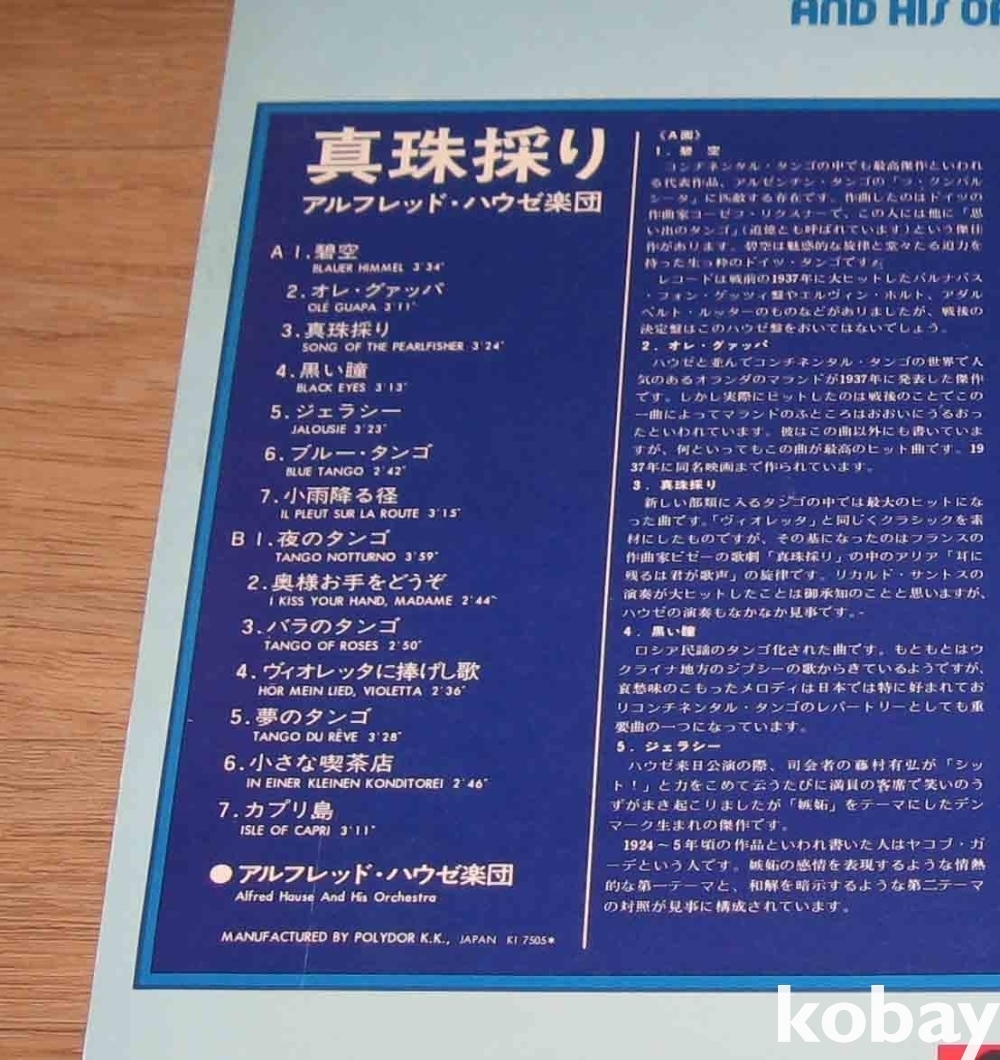 AND HIS
真珠採り
アルフレッド・ハウゼ楽団
A 1.碧空
BLAUER HIMMEL 3′34″
2.オレ・グァッパ
OLÉ GUAPA 3′11″
3.真珠採り
SONG OF THE PEARLFISHER 3′24″
4.黒い瞳
BLACK EYES 3′13″
5.ジェラシー
JALOUSIE 3′23″
6.ブルー・タンゴ
BLUE TANGO 2′42″
7.小雨降る径
IL PLEUT SUR LA ROUTE 3′15″
B 1.夜のタンゴ
TANGO NOTTURNO 3′59″
2.奥様お手をどうぞ
I KISS YOUR HAND, MADAME 2′44″
3.バラのタンゴ
TANGO OF ROSES 2′50″
4.ヴィオレッタに捧げし歌
HÖR MEIN LIED, VIOLETTA 2′36″
5.夢のタンゴ
TANGO DU RÊVE 3′28″
6.小さな喫茶店
IN EINER KLEINEN KONDITOREI 2′46″
7.カプリ島
ISLE OF CAPRI 3′11″
●アルフレッド・ハウゼ楽団
Alfred Hause And His Orchestra
MANUFACTURED BY POLYDOR K.K., JAPAN KI 7505*
《A面》
1.碧空
コンチネンタル・タンゴの中でも最高傑作といわれ
る代表作品、アルゼンチン・タンゴの「ラ・クンパル
シータ」に匹敵する存在です。作曲したのはドイツの
作曲家ヨーゼフ・リクスナーで、この人には他に「思
い出のタンゴ」(追憶とも呼ばれています)という傑作
作があります。碧空は魅惑的な旋律と堂々たる迫力を
持った生っ粋のドイツ・タンゴです。
レコードは戦前の1937年に大ヒットしたバルナバス
・フォン・ゲッツィ盤やエルヴィン・ホルト、アダル
ベルト・ルッターのものなどがありましたが、戦後の
決定盤はこのハウゼ盤をおいてはないでしょう。
2.オレ・グァッパ
ハウゼと並んでコンチネンタル・タンゴの世界で人
気のあるオランダのマランドが1937年に発表した傑作
です。しかし実際にヒットしたのは戦後のことでこの
一曲によってマランドのふところはおおいにうるおっ
たといわれています。彼はこの曲以外にも書いていま
すが、何といってもこの曲が最高のヒット曲です。19
37年に同名映画まで作られています。
3.真珠採り
新しい部類に入るタンゴの中では最大のヒットにな
った曲です。「ヴィオレッタ」と同じくクラシックを素
材にしたものですが、その基になったのはフランスの
作曲家ビゼーの歌劇「真珠採り」の中のアリア「耳に
残るは君が歌声」の旋律です。リカルド・サントスの
演奏が大ヒットしたことは御承知のことと思いますが、
ハウゼの演奏もなかなか見事です。
4.黒い瞳
ロシア民謡のタンゴ化された曲です。もともとはウ
クライナ地方のジプシーの歌からきているようですが、
哀愁味のこもったメロディは日本では特に好まれてお
りコンチネンタル・タンゴのレパートリーとしても重
要曲の一つになっています。
5.ジェラシー
ハウゼ来日公演の際、司会者の藤村有弘が「シッ
ト!」と力をこめて云うたびに満員の客席で笑いのう
ずがまき起こりましたが「嫉妬」をテーマにしたデン
マーク生まれの傑作です。
1924~5年頃の作品といわれ書いた人はヤコブ・ガ
ーデという人です。嫉妬の感情を表現するような情熱
的な第一テーマと、和解を暗示するような第二テーマ
の対照が見事に構成されています。
kobay